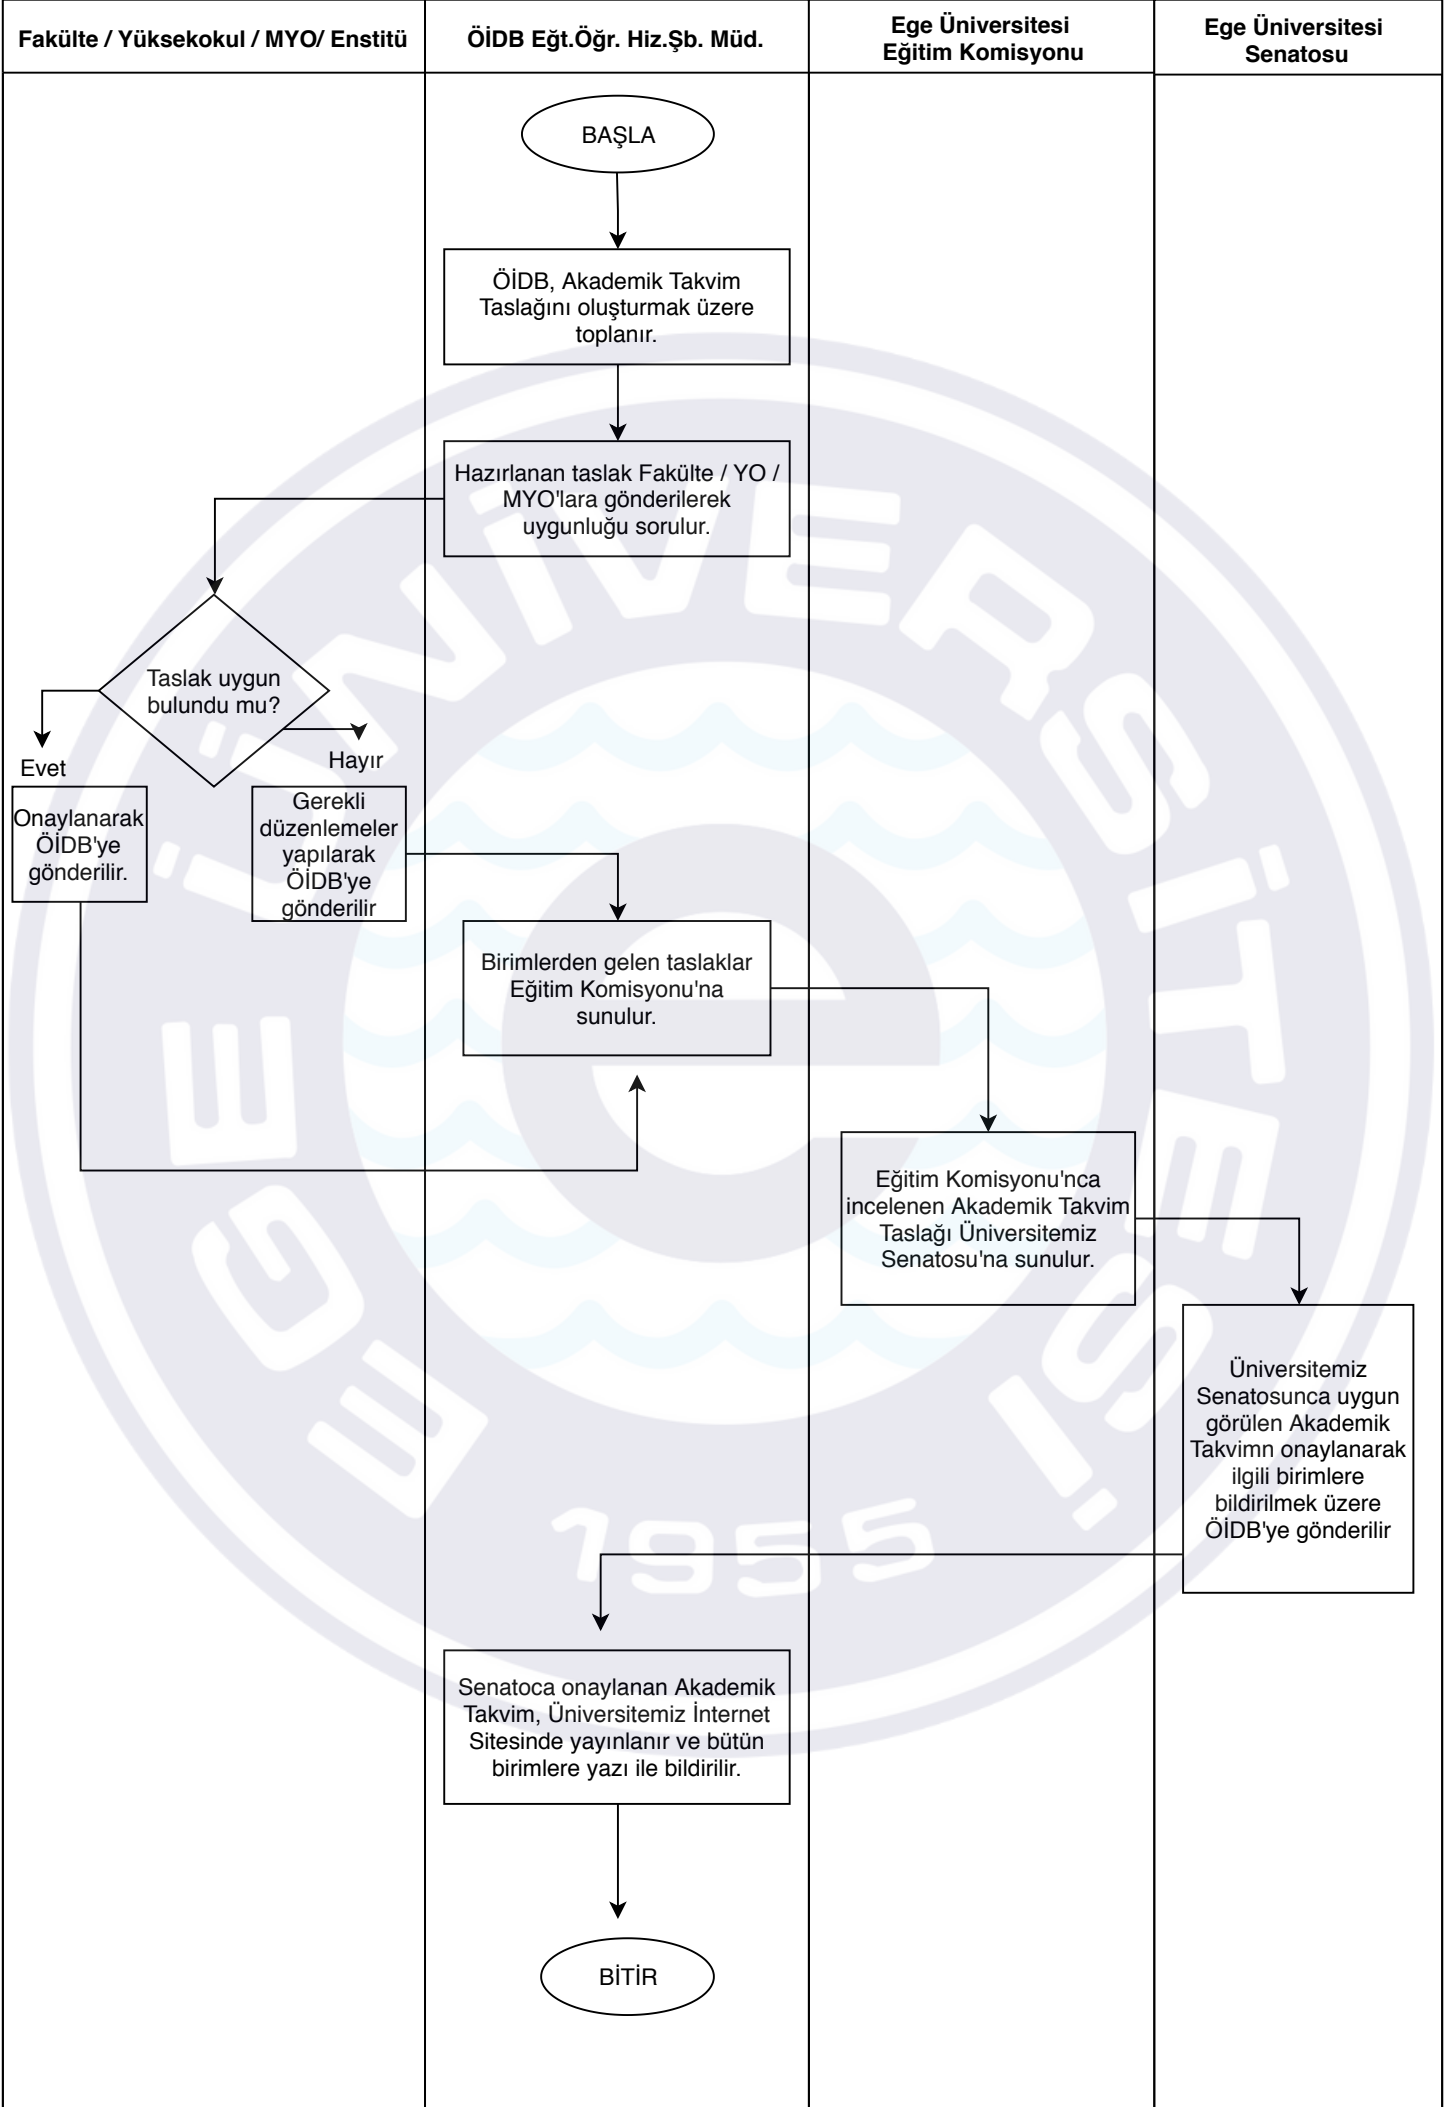 Fakülte / Yüksekokul / MYO/ Enstitü
ÖİDB Eğt.Öğr. Hiz.Şb. Müd.
Ege Üniversitesi
Eğitim Komisyonu
Ege Üniversitesi
Senatosu
BAŞLA
ÖİDB, Akademik Takvim
Taslağını oluşturmak üzere
toplanır.
Hazırlanan taslak Fakülte / YO /
MYO'lara gönderilerek
uygunluğu sorulur.
Taslak uygun
bulundu mu?
Evet
Hayır
Onaylanarak
ÖİDB'ye
gönderilir.
Gerekli
düzenlemeler
yapılarak
ÖİDB'ye
gönderilir
Birimlerden gelen taslaklar
Eğitim Komisyonu'na
sunulur.
Eğitim Komisyonu'nca
incelenen Akademik Takvim
Taslağı Üniversitemiz
Senatosu'na sunulur.
Üniversitemiz
Senatosunca uygun
görülen Akademik
Takvimn onaylanarak
ilgili birimlere
bildirilmek üzere
ÖİDB'ye gönderilir
Senatoca onaylanan Akademik
Takvim, Üniversitemiz İnternet
Sitesinde yayınlanır ve bütün
birimlere yazı ile bildirilir.
BİTİR
EGE ÜNİVERSİTESİ
1955